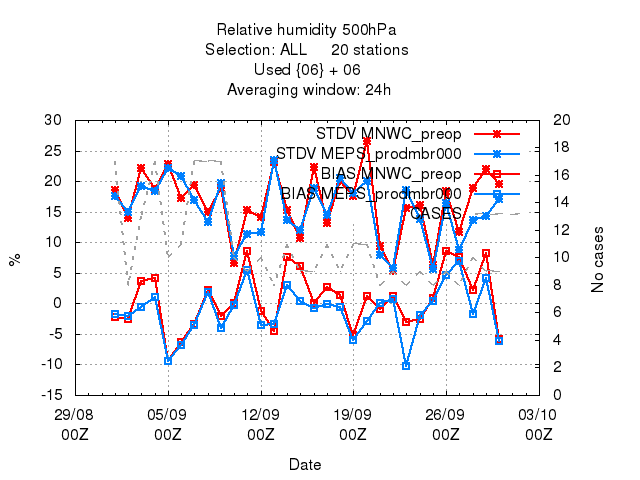 Relative humidity 500hPa
Selection: ALL     20 stations
Used {06} + 06
Averaging window: 24h
30 20
STDV MNWC_preop
25 18
STDV MEPS_prodmbr000
20 16
BIAS MNWC_preop
15 14
BIAS MEPS_prodmbr000
10 12
CASES
5 10
0 8
-5 6
-10 4
-15 2
0
%
No cases
29/08 05/09 12/09 19/09 26/09 03/10
00Z 00Z 00Z 00Z 00Z 00Z
Date